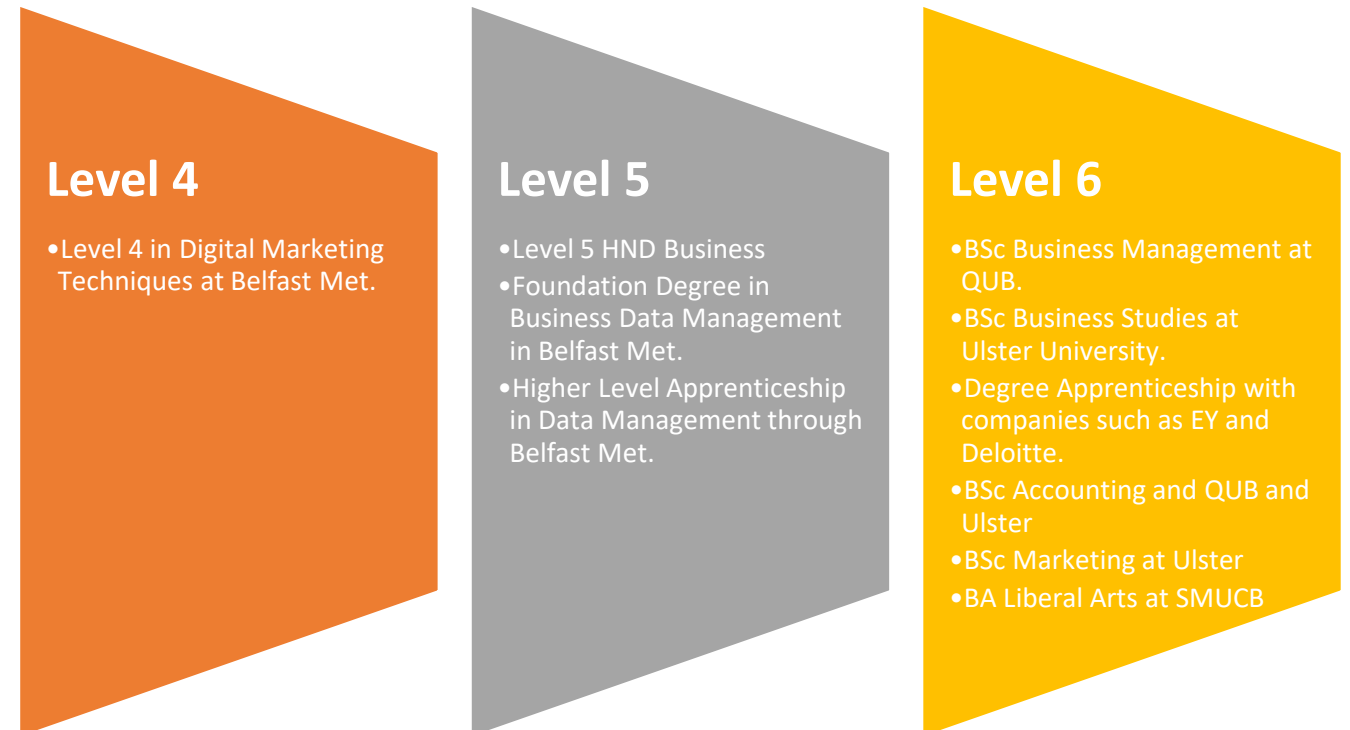 Level 4
•Level 4 in Digital Marketing
Techniques at Belfast Met.
Level 5
•Level 5 HND Business
•Foundation Degree in
Business Data Management
in Belfast Met.
•Higher Level Apprenticeship
in Data Management through
Belfast Met.
Level 6
•BSc Business Management at
QUB.
•BSc Business Studies at
Ulster University.
•Degree Apprenticeship with
companies such as EY and
Deloitte.
•BSc Accounting and QUB and
Ulster
•BSc Marketing at Ulster
•BA Liberal Arts at SMUCB